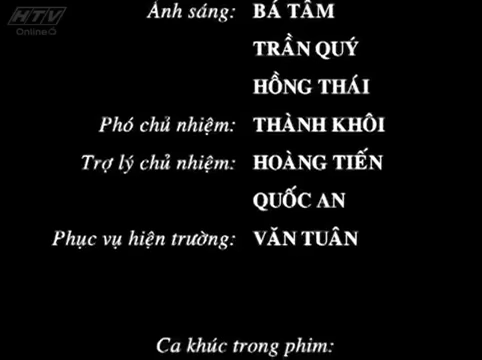 HTV
Online
Ánh sáng: BÁ TÂM
TRẦN QUÝ
HỒNG THÁI
Phó chủ nhiệm: THÀNH KHÔI
Trợ lý chủ nhiệm: HOÀNG TIẾN
QUỐC AN
Phục vụ hiện trường: VĂN TUÂN
Ca khúc trong phim: